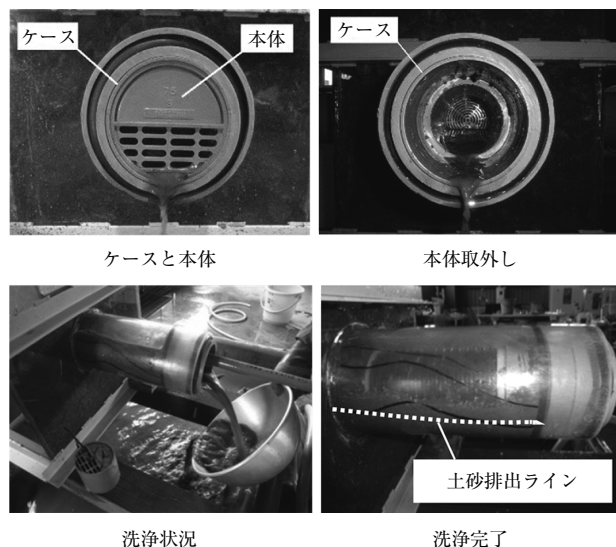 ケース
本体
ケース
ケースと本体
本体取外し
土砂排出ライン
洗浄状況
洗浄完了